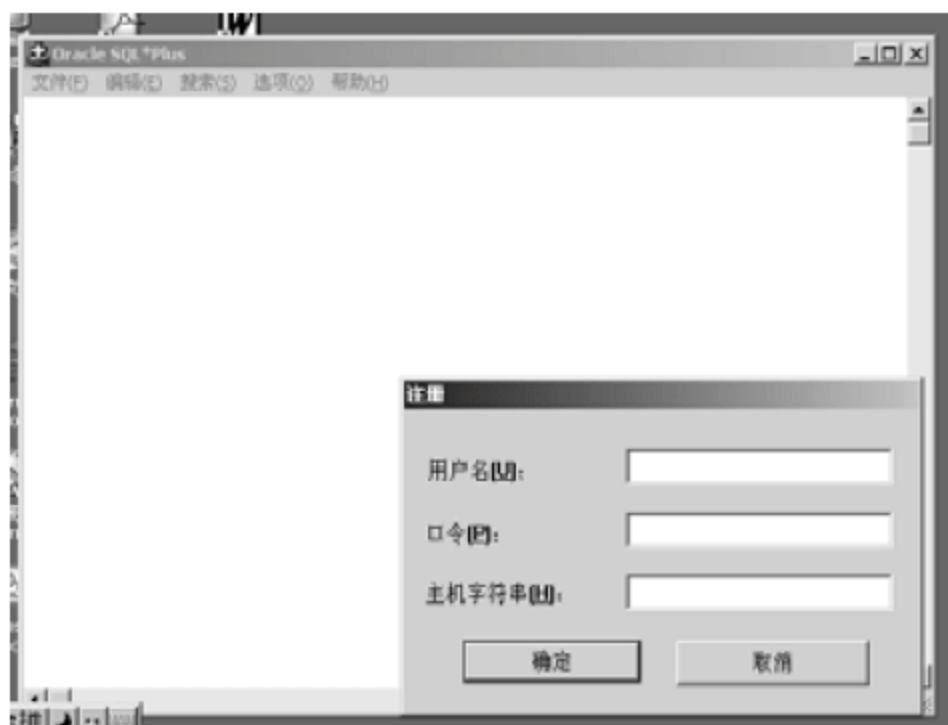 Oracle SQL*Plus
文件(F) 编辑(E) 搜索(S) 选项(O) 帮助(H)
注册
用户名(U):
口令(P):
主机字符串(H):
确定 取消